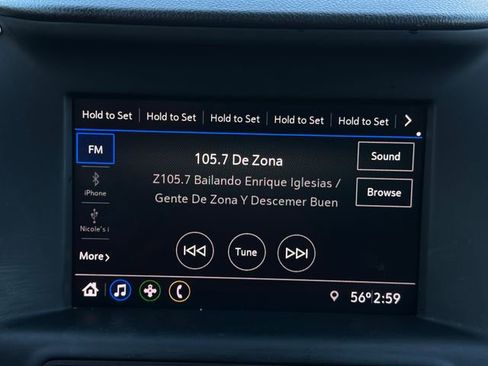 Hold to Set Hold to Set Hold to Set Hold to Set Hold to Set
FM
105.7 De Zona
Sound
Z105.7 Bailando Enrique Iglesias /
Gente De Zona Y Descemer Buen
Browse
iPhone
Nicole's i
More
Tune
56° 2:59